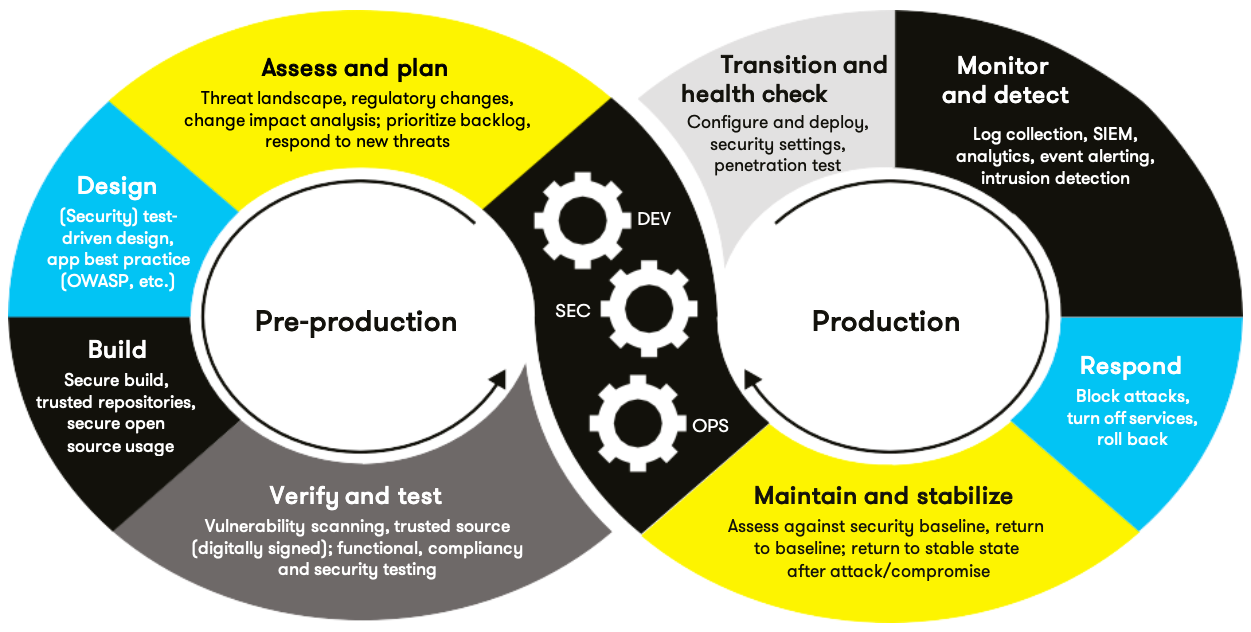 Assess and plan
Threat landscape, regulatory changes,
change impact analysis; prioritize backlog,
respond to new threats
Design
(Security) test-
driven design,
app best practice
(OWASP, etc.)
Build
Secure build,
trusted repositories,
secure open
source usage
Verify and test
Vulnerability scanning, trusted source
(digitally signed); functional, compliancy
and security testing
Pre-production
DEV
SEC
OPS
Transition and
health check
Configure and deploy,
security settings,
penetration test
Monitor
and detect
Log collection, SIEM,
analytics, event alerting,
intrusion detection
Production
Respond
Block attacks,
turn off services,
roll back
Maintain and stabilize
Assess against security baseline, return
to baseline; return to stable state
after attack/compromise